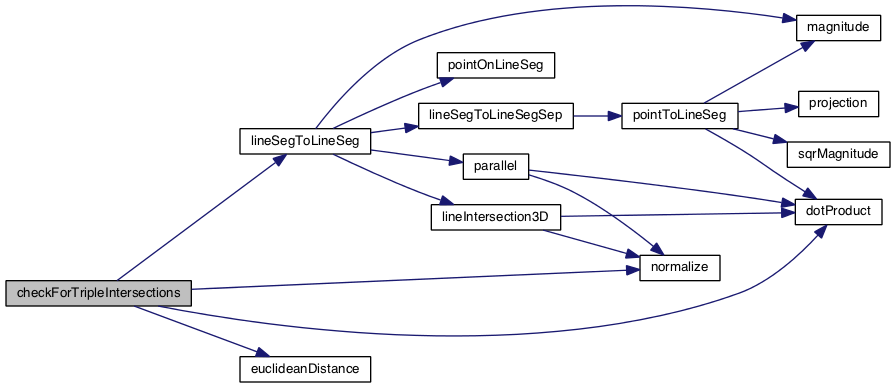 magnitude
pointOnLineSeg
projection
lineSegToLineSegSep
pointToLineSeg
lineSegToLineSeg
sqrMagnitude
parallel
dotProduct
lineIntersection3D
normalize
checkForTripleIntersections
euclideanDistance